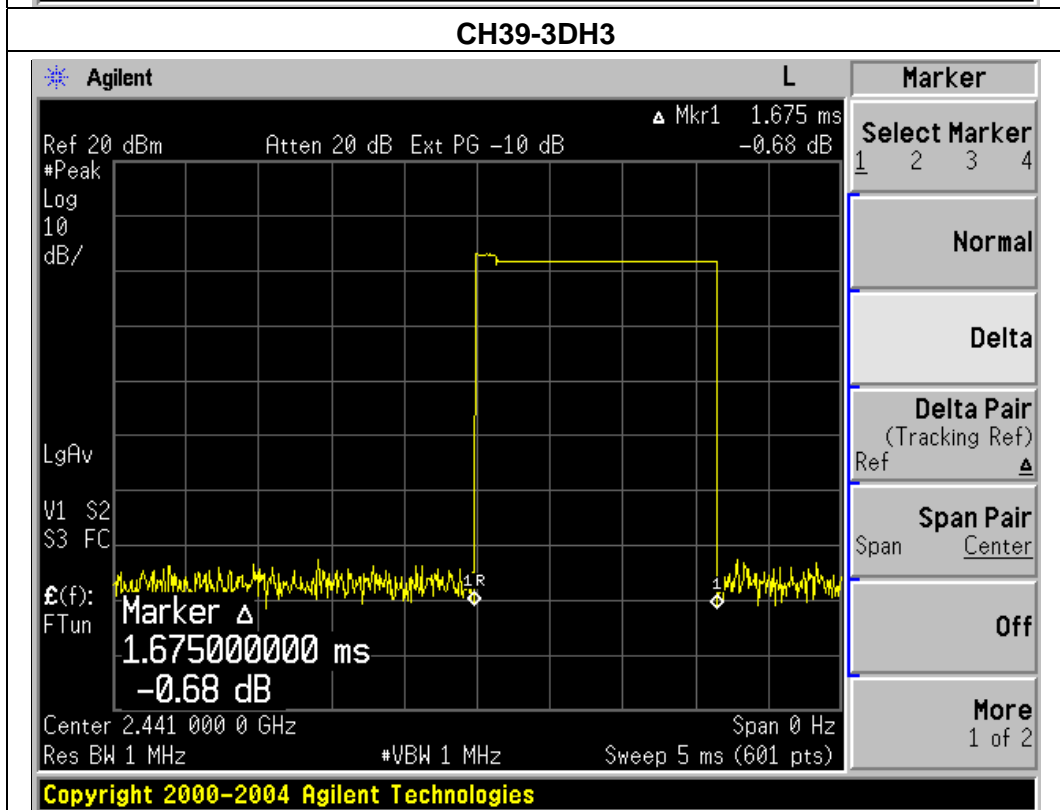 CH39-3DH3
Agilent L Marker
Δ Mkr1 1.675 ms
Ref 20 dBm Atten 20 dB Ext PG -10 dB -0.68 dB
Select Marker
1 2 3 4
#Peak
Log
10
dB/
Normal
Delta
Delta Pair
(Tracking Ref)
Ref Δ
LgAv
V1 S2
S3 FC
Span Pair
Span Center
1R
1
£(f):
FTun
Marker Δ
1.675000000 ms
-0.68 dB
Off
Center 2.441 000 0 GHz Span 0 Hz
Res BW 1 MHz #VBW 1 MHz Sweep 5 ms (601 pts)
More
1 of 2
Copyright 2000-2004 Agilent Technologies